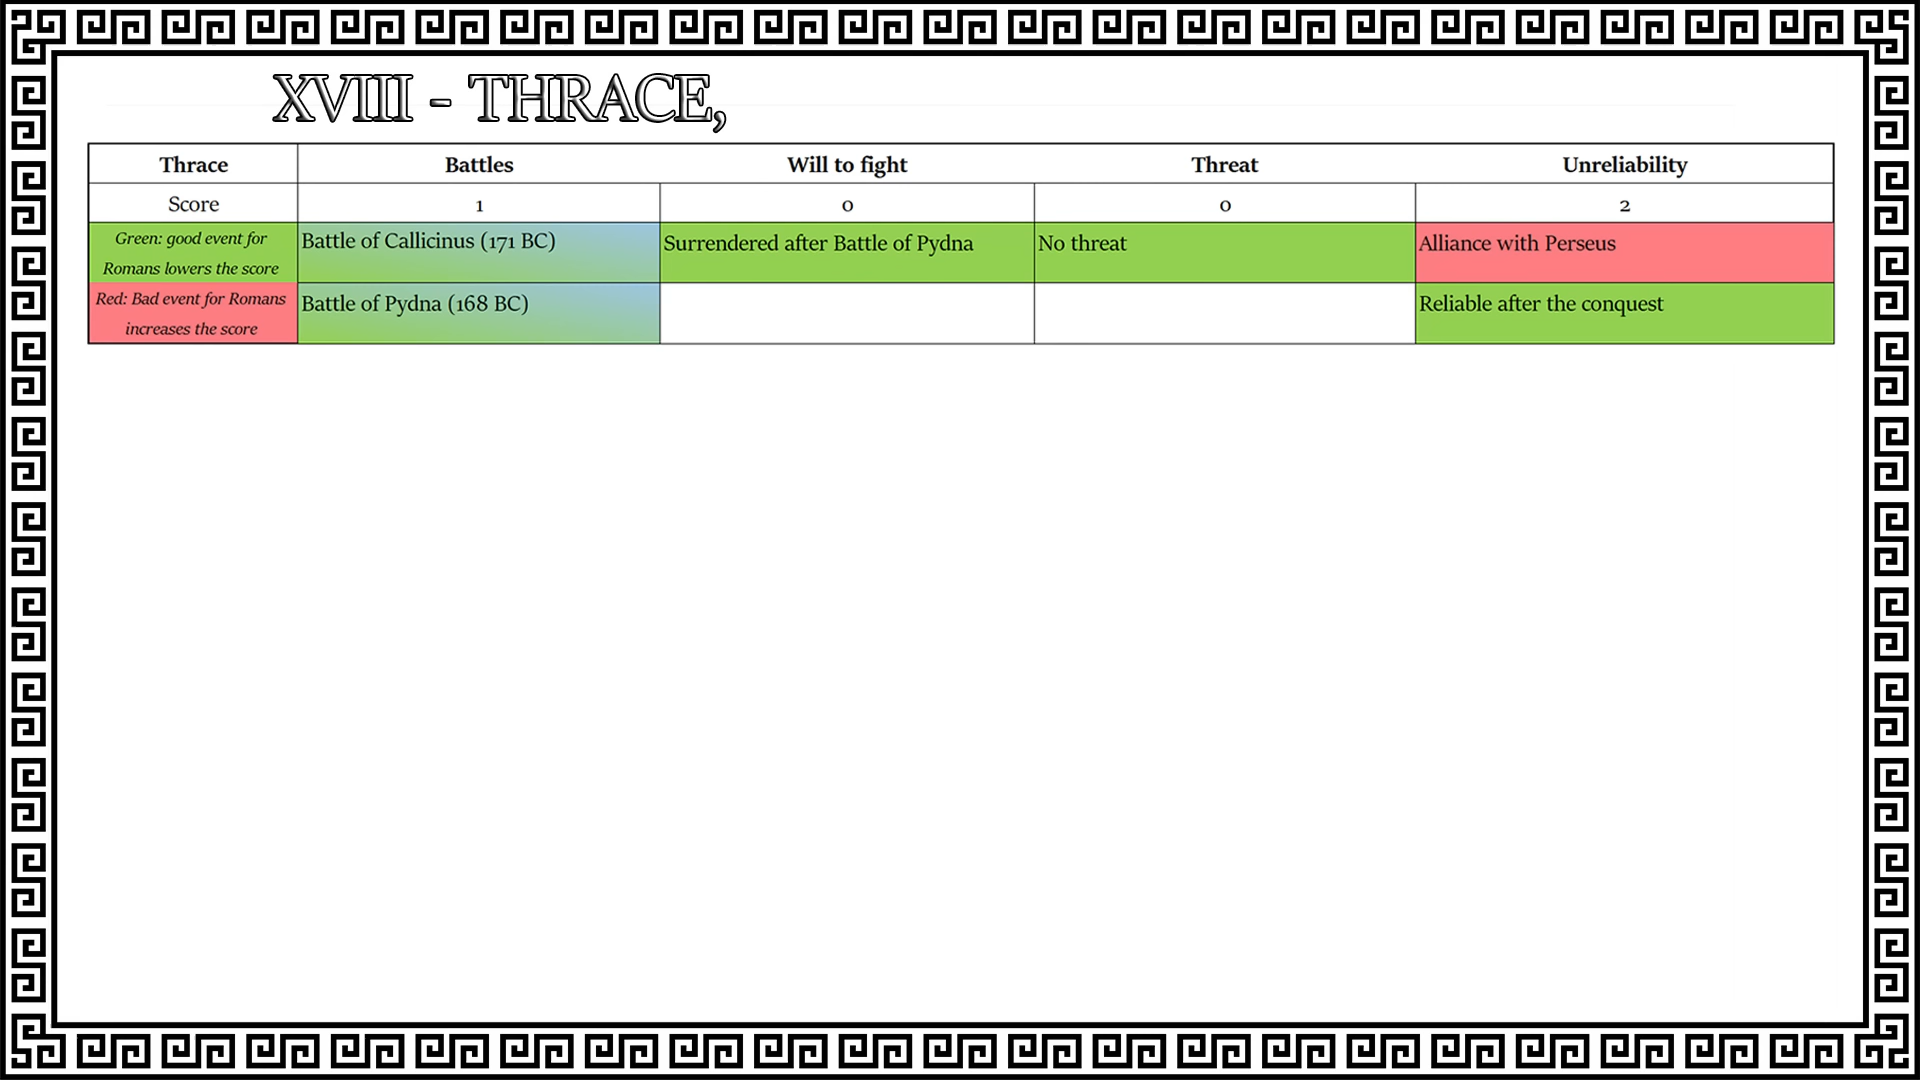 XVIII - THRACE,
Thrace Battles Will to fight Threat Unreliability
Score 1 0 0 2
Green: good event for
Romans lowers the score
Battle of Callicinus (171 BC) Surrendered after Battle of Pydna No threat Alliance with Perseus
Red: Bad event for Romans
increases the score
Battle of Pydna (168 BC) Reliable after the conquest